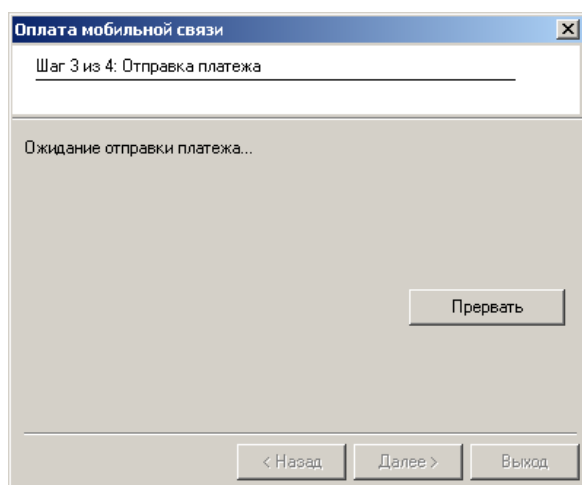 Оплата мобильной связи
Шаг 3 из 4: Отправка платежа
Ожидание отправки платежа...
Прервать
< Назад
Далее >
Выход